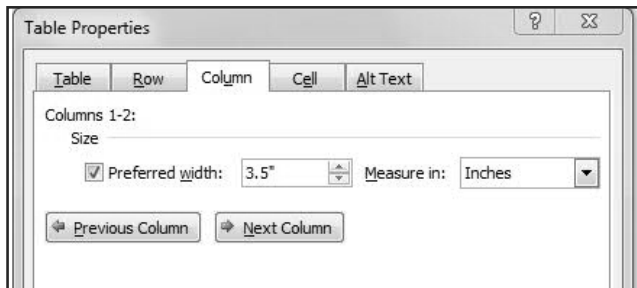 Table Properties
?
Table Row Column Cell Alt Text
Columns 1-2:
Size
Preferred width: 3.5" Measure in: Inches
Previous Column Next Column